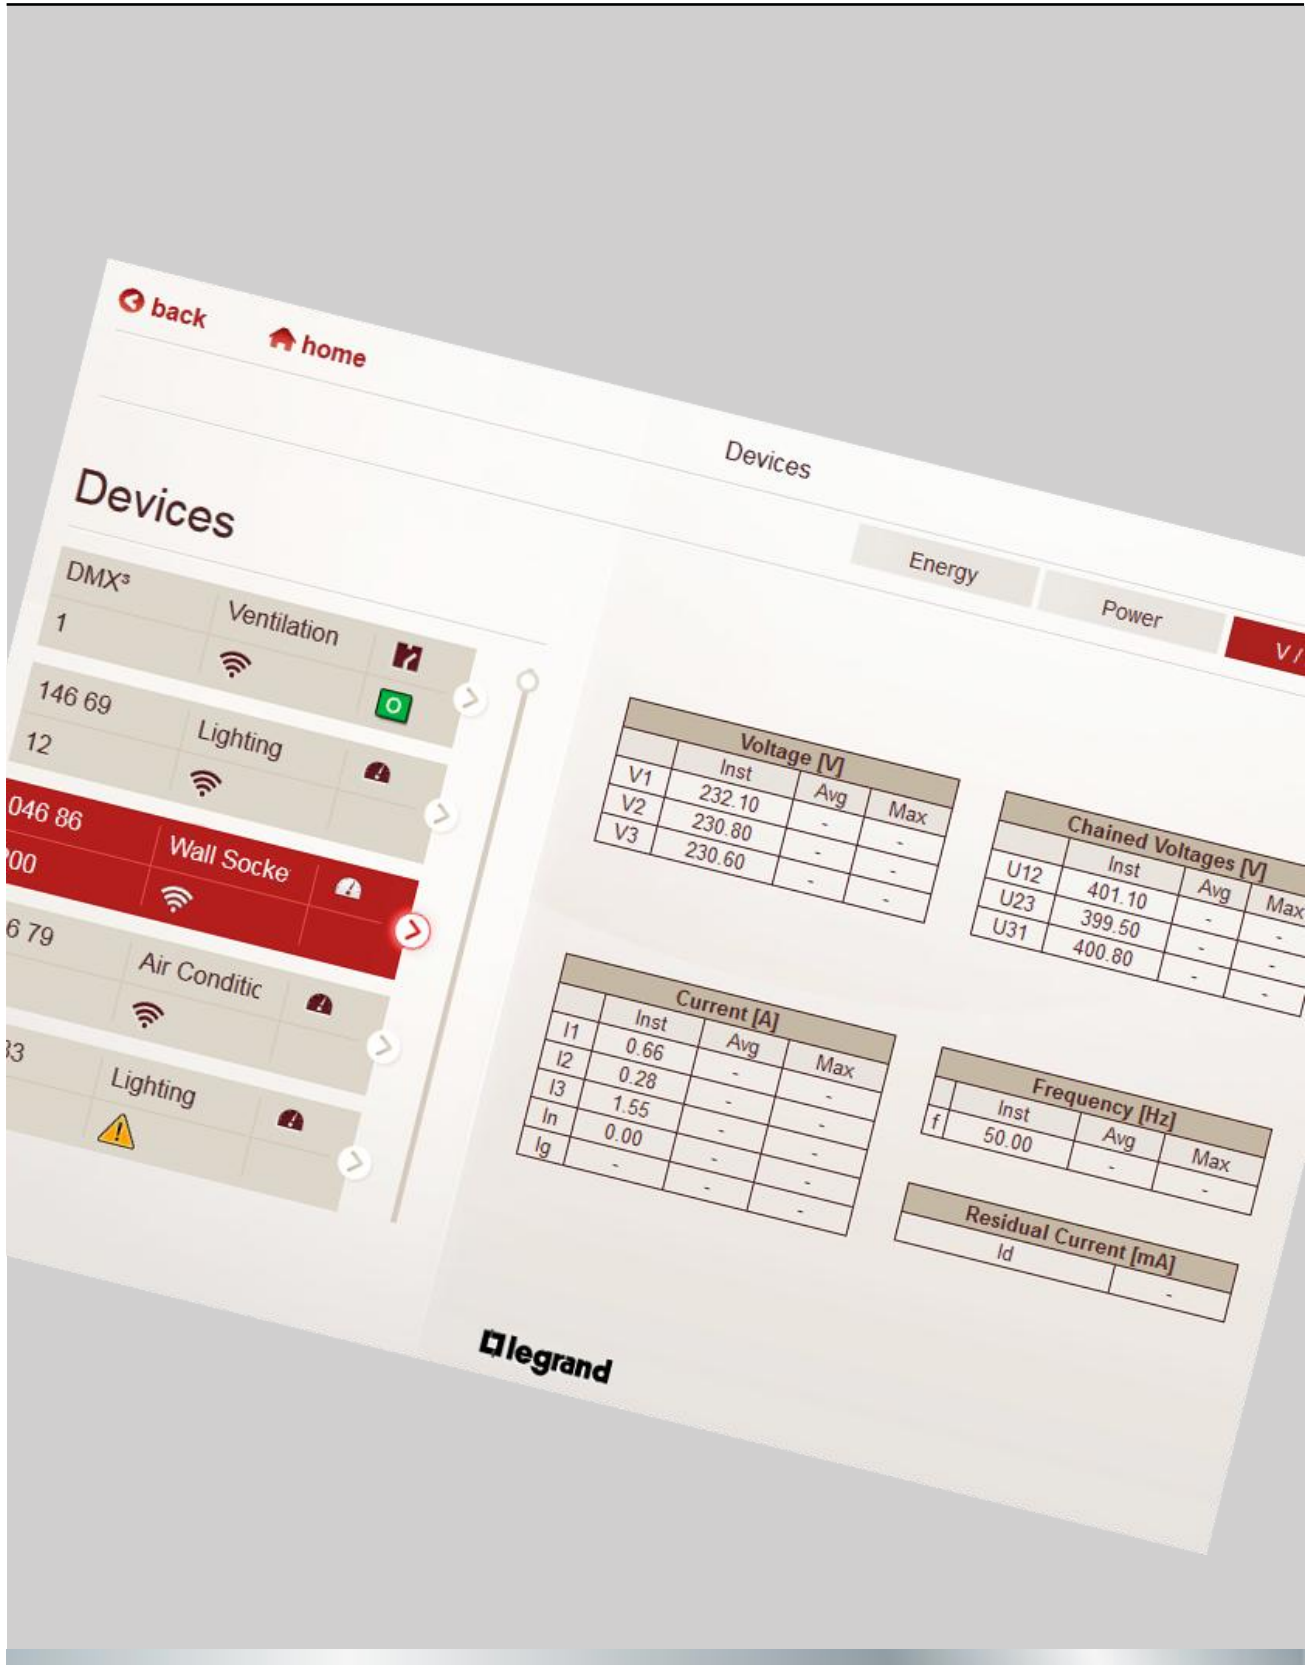 back
home
Devices
Devices
Energy
Power
V /
DMX³
Ventilation
1
146 69
Lighting
12
046 86
Wall Socke
00
6 79
Air Conditic
33
Lighting
Voltage [V]
Inst Avg Max
V1 232.10 - -
V2 230.80 - -
V3 230.60 - -
Chained Voltages [V]
Inst Avg Max
U12 401.10 - -
U23 399.50 - -
U31 400.80 - -
Current [A]
Inst Avg Max
I1 0.66 - -
I2 0.28 - -
I3 1.55 - -
In 0.00 - -
Ig - - -
Frequency [Hz]
Inst Avg Max
f 50.00 - -
Residual Current [mA]
Id -
legrand